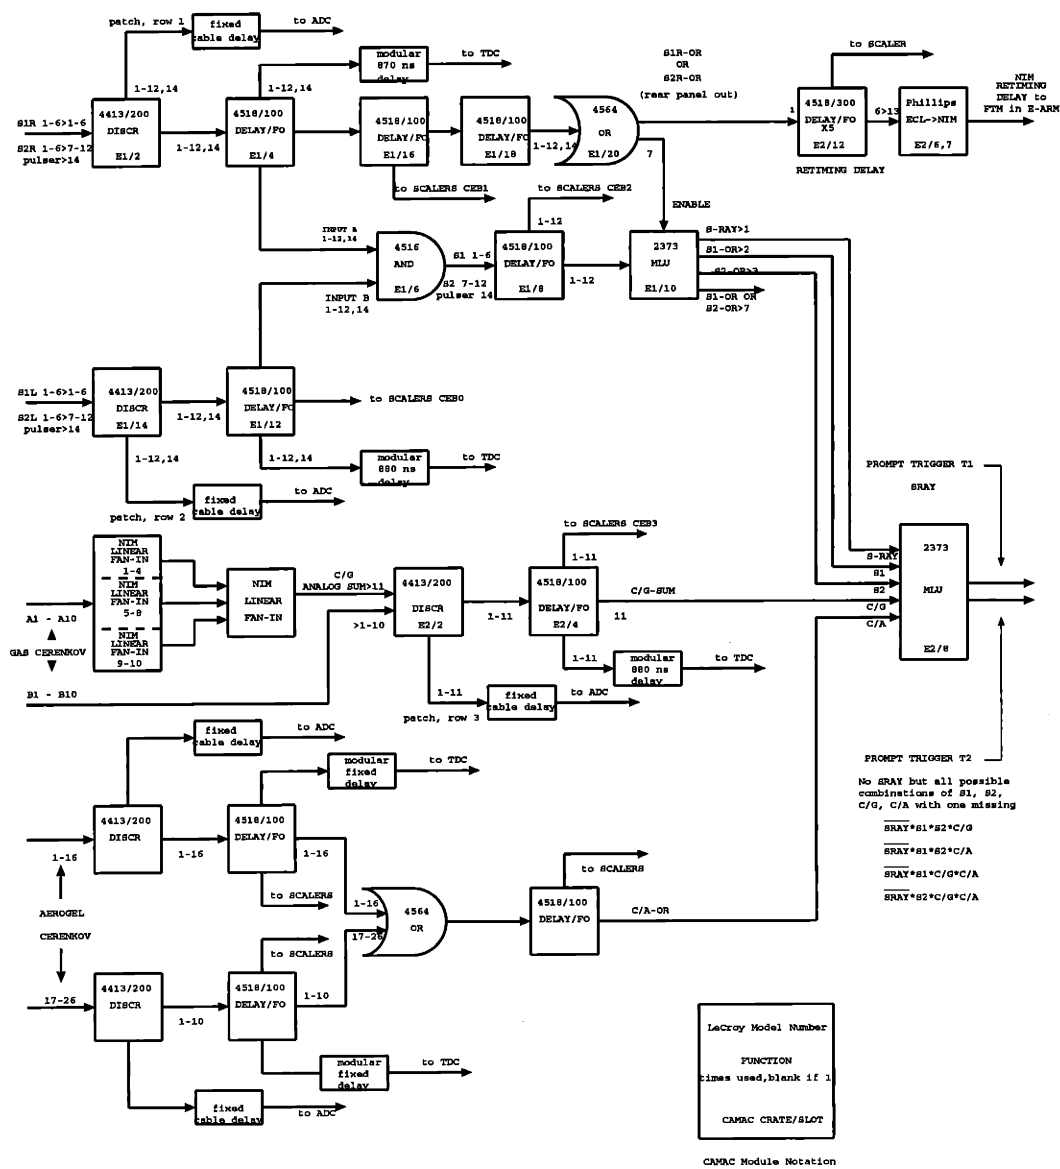 patch, row 1
fixed
cable delay
to ADC
modular
870 ns
delay
to TDC
S1R-OR
OR
S2R-OR
(rear panel out)
to SCALER
NIM
RETIMING
DELAY to
FTM in E-ARM
1-12,14
1-12,14
S1R 1-6>1-6
S2R 1-6>7-12
pulser>14
4413/200
DISCR
E1/2
1-12,14
4518/100
DELAY/FO
E1/4
4518/100
DELAY/FO
E1/16
4518/100
DELAY/FO
E1/18
1-12,14
4564
OR
E1/20
7
1
4518/300
DELAY/FO
X5
E2/12
6>13
Phillips
ECL->NIM
E2/6,7
RETIMING DELAY
to SCALERS CEB1
to SCALERS CEB2
ENABLE
1-12
INPUT A
1-12,14
4516
AND
E1/6
S1 1-6
S2 7-12
pulser 14
4518/100
DELAY/FO
E1/8
1-12
2373
MLU
E1/10
S-RAY>1
S1-OR>2
S2-OR>3
S1-OR OR
S2-OR>7
INPUT B
1-12,14
S1L 1-6>1-6
S2L 1-6>7-12
pulser>14
4413/200
DISCR
E1/14
1-12,14
4518/100
DELAY/FO
E1/12
to SCALERS CEB0
1-12,14
1-12,14
modular
880 ns
delay
to TDC
patch, row 2
fixed
cable delay
to ADC
PROMPT TRIGGER T1
SRAY
NIM
LINEAR
FAN-IN
1-4
NIM
LINEAR
FAN-IN
5-8
NIM
LINEAR
FAN-IN
9-10
NIM
LINEAR
FAN-IN
C/G
ANALOG SUM>11
>1-10
A1 - A10
GAS CERENKOV
B1 - B10
4413/200
DISCR
E2/2
1-11
to SCALERS CEB3
1-11
4518/100
DELAY/FO
E2/4
C/G-SUM
11
1-11
modular
880 ns
delay
to TDC
1-11
patch, row 3
fixed
cable delay
to ADC
S-RAY
S1
S2
C/G
C/A
2373
MLU
E2/8
fixed
cable delay
to ADC
modular
fixed
delay
to TDC
PROMPT TRIGGER T2
No SRAY but all possible
combinations of S1, S2,
C/G, C/A with one missing
SRAY*S1*S2*C/G
SRAY*S1*S2*C/A
SRAY*S1*C/G*C/A
SRAY*S2*C/G*C/A
1-16
4413/200
DISCR
1-16
4518/100
DELAY/FO
1-16
to SCALERS
AEROGEL
CERENKOV
1-16
17-26
4564
OR
to SCALERS
4518/100
DELAY/FO
C/A-OR
to SCALERS
17-26
4413/200
DISCR
1-10
4518/100
DELAY/FO
1-10
modular
fixed
delay
to TDC
fixed
cable delay
to ADC
LeCroy Model Number
FUNCTION
times used,blank if 1
CAMAC CRATE/SLOT
CAMAC Module Notation